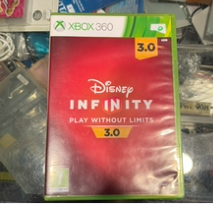 XBOX 360
3.0
Disney
INFINITY
PLAY WITHOUT LIMITS
3.0